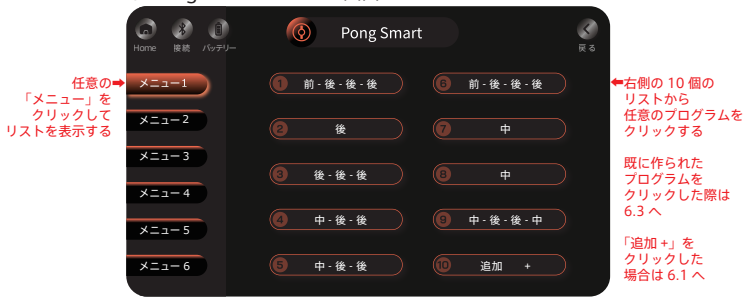 Pong Smart
Home 接続 バッテリー
戻る
任意の
「メニュー」を
クリックして
リストを表示する
メニュー1
メニュー2
メニュー3
メニュー4
メニュー5
メニュー6
1 前 - 後 - 後 - 後
2 後
3 後 - 後 - 後
4 中 - 後 - 後
5 中 - 後 - 後
6 前 - 後 - 後 - 後
7 中
8 中
9 中 - 後 - 後 - 中
10 追加 +
右側の 10 個の
リストから
任意のプログラムを
クリックする
既に作られた
プログラムを
クリックした際は
6.3 へ
「追加 +」を
クリックした
場合は 6.1 へ